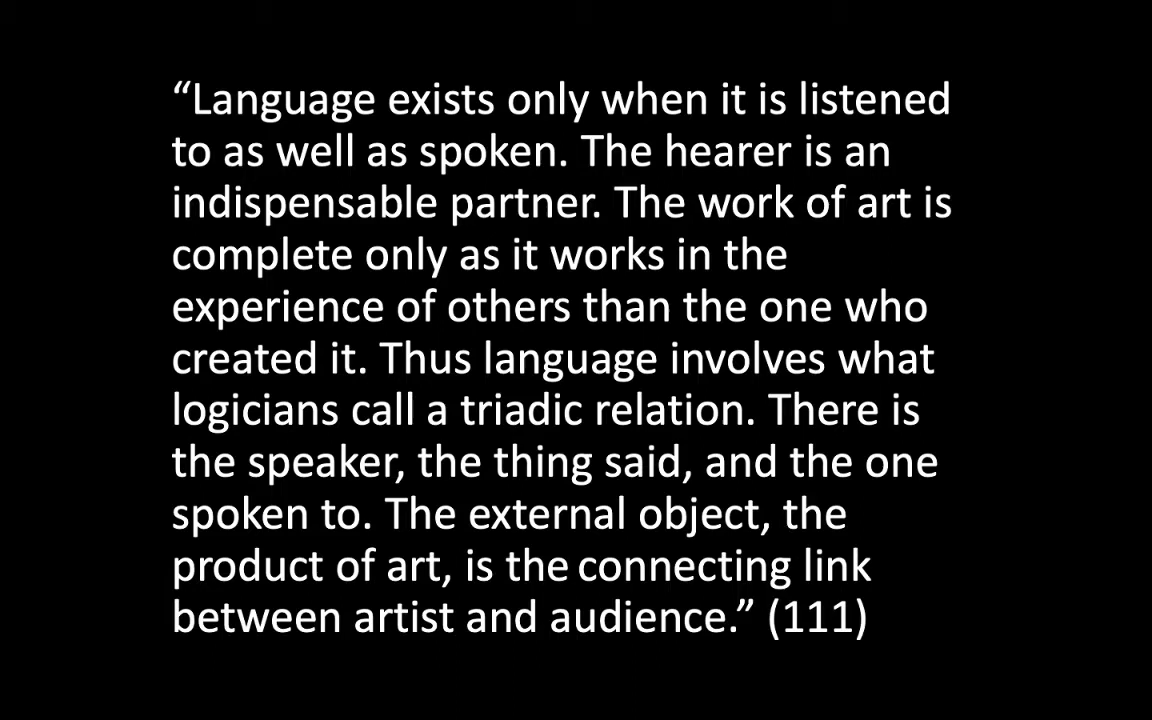 “Language exists only when it is listened
to as well as spoken. The hearer is an
indispensable partner. The work of art is
complete only as it works in the
experience of others than the one who
created it. Thus language involves what
logicians call a triadic relation. There is
the speaker, the thing said, and the one
spoken to. The external object, the
product of art, is the connecting link
between artist and audience.” (111)